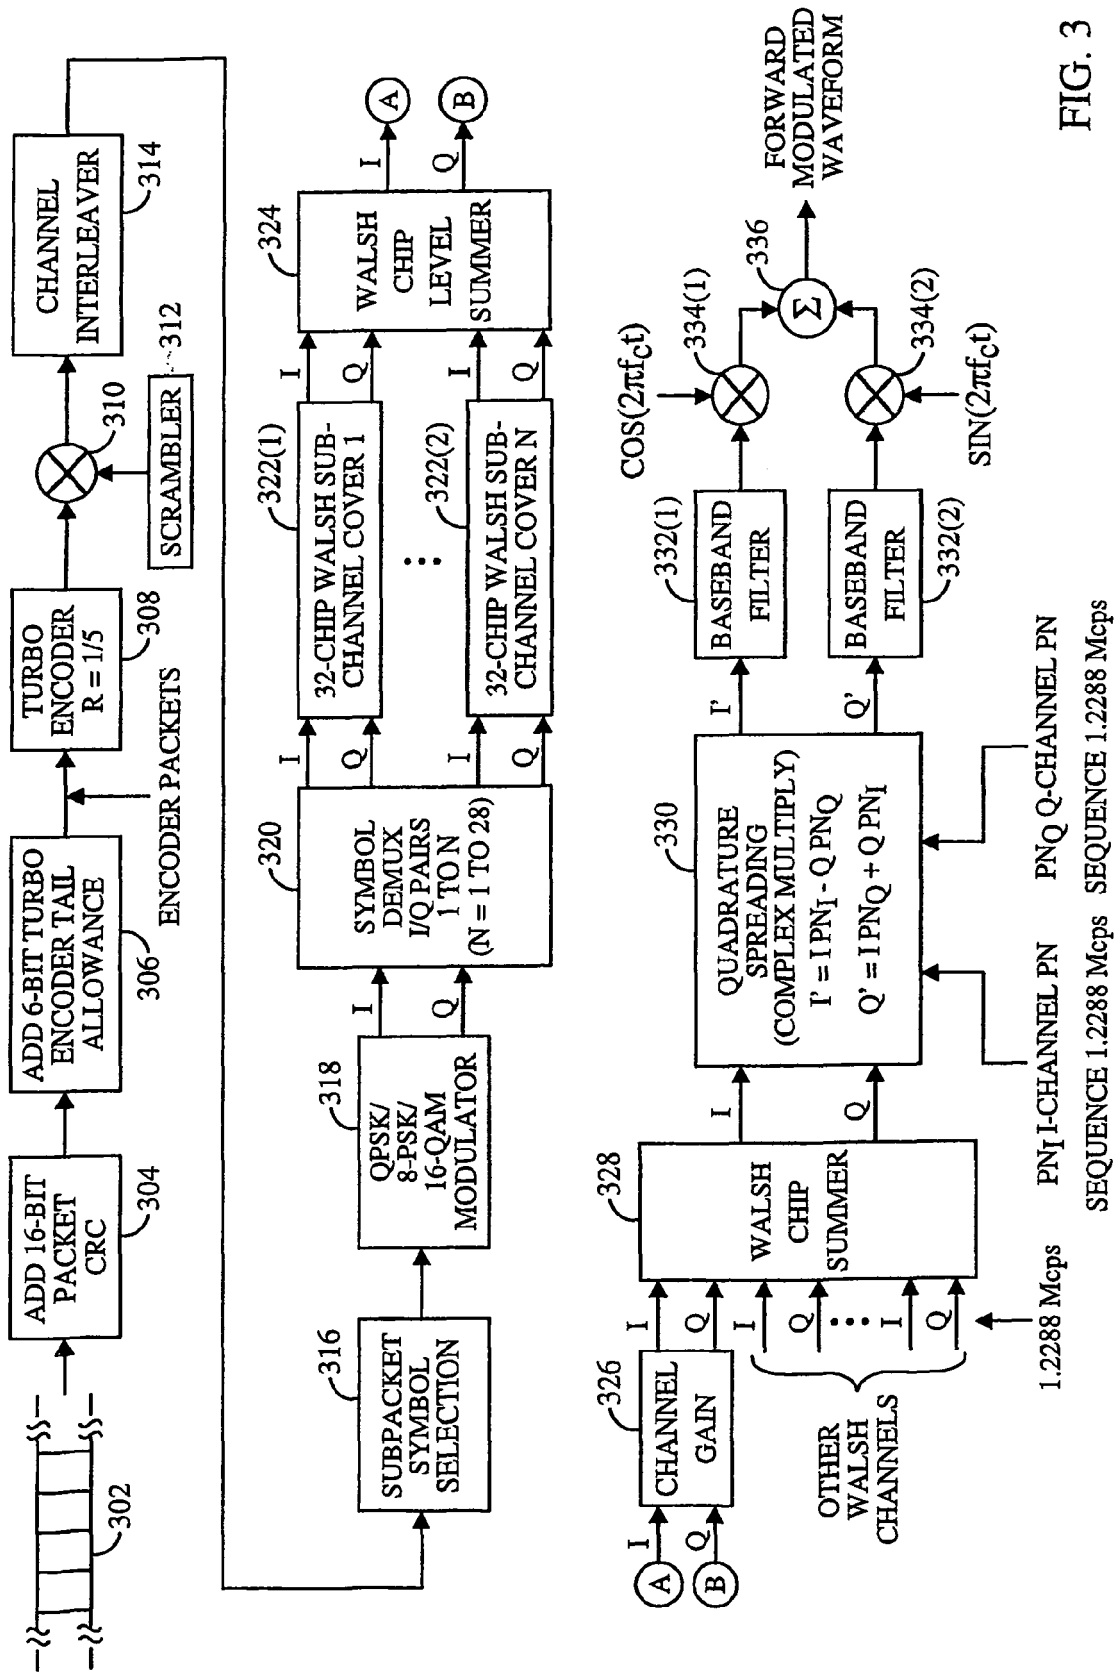 302
ADD 16-BIT
PACKET
CRC
304
ADD 6-BIT TURBO
ENCODER TAIL
ALLOWANCE
306
ENCODER PACKETS
TURBO
ENCODER
R = 1/5
308
310
SCRAMBLER
312
CHANNEL
INTERLEAVER
314
SUBPACKET
SYMBOL
SELECTION
316
QPSK/
8-PSK/
16-QAM
MODULATOR
318
I
Q
SYMBOL
DEMUX
I/Q PAIRS
1 TO N
(N = 1 TO 28)
320
I
Q
I
Q
32-CHIP WALSH SUB-
CHANNEL COVER 1
322(1)
32-CHIP WALSH SUB-
CHANNEL COVER N
322(2)
I
Q
I
Q
WALSH
CHIP
LEVEL
SUMMER
324
I
Q
A
B
A
B
I
Q
CHANNEL
GAIN
326
I
Q
I
Q
I
Q
OTHER
WALSH
CHANNELS
1.2288 Mcps
WALSH
CHIP
SUMMER
328
I
Q
QUADRATURE
SPREADING
(COMPLEX MULTIPLY)
I' = I PNI - Q PNQ
Q' = I PNQ + Q PNI
330
PNI I-CHANNEL PN
SEQUENCE 1.2288 Mcps
PNQ Q-CHANNEL PN
SEQUENCE 1.2288 Mcps
I'
Q'
BASEBAND
FILTER
332(1)
BASEBAND
FILTER
332(2)
COS(2πfCt)
334(1)
SIN(2πfCt)
334(2)
Σ
336
FORWARD
MODULATED
WAVEFORM
FIG. 3